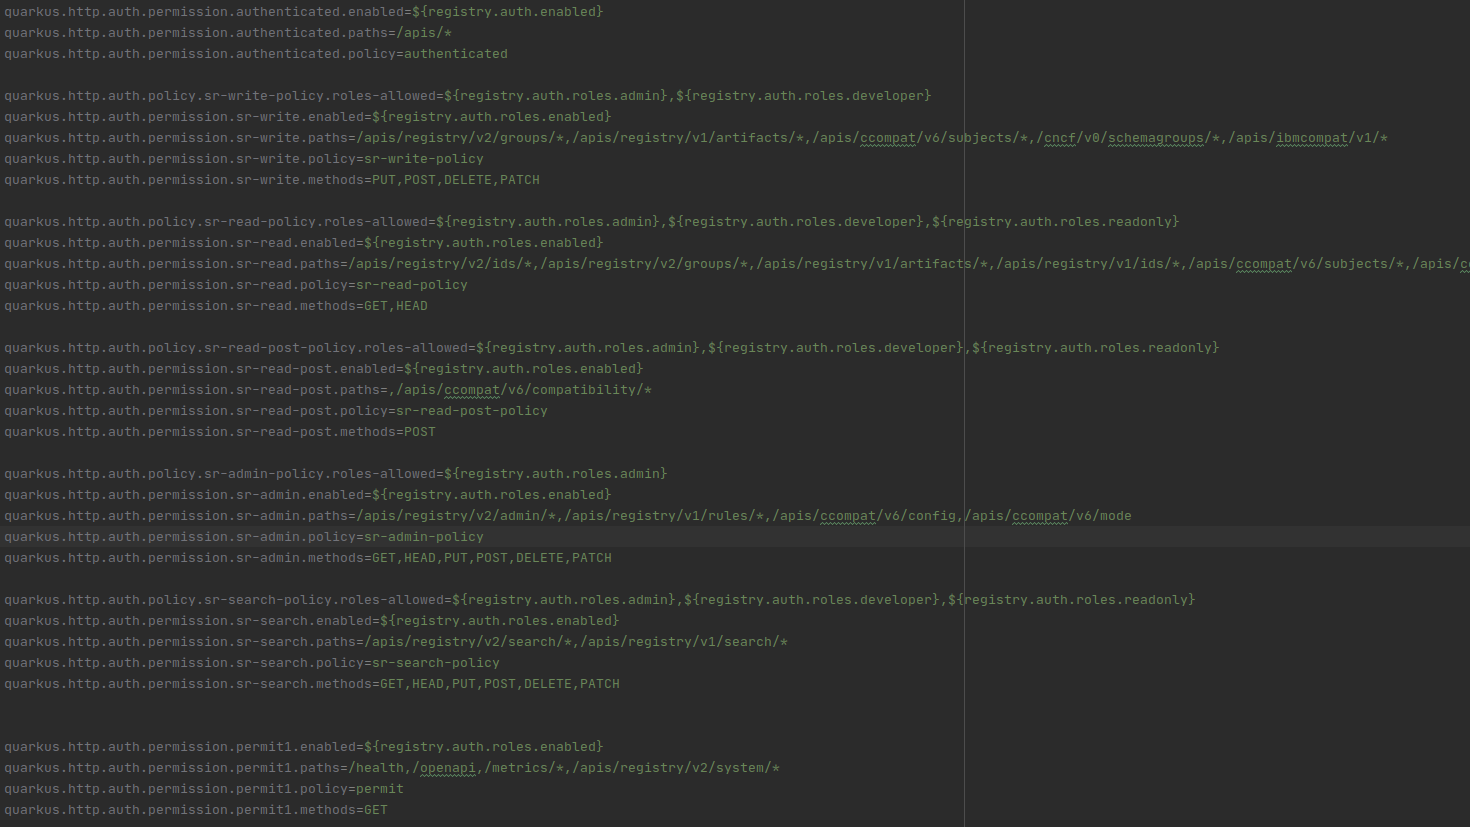 quarkus.http.auth.permission.authenticated.enabled=${registry.auth.enabled}
quarkus.http.auth.permission.authenticated.paths=/apis/*
quarkus.http.auth.permission.authenticated.policy=authenticated
quarkus.http.auth.policy.sr-write-policy.roles-allowed=${registry.auth.roles.admin},${registry.auth.roles.developer}
quarkus.http.auth.permission.sr-write.enabled=${registry.auth.roles.enabled}
quarkus.http.auth.permission.sr-write.paths=/apis/registry/v2/groups/*,/apis/registry/v1/artifacts/*,/apis/ccompat/v6/subjects/*,/cncf/v0/schemagroups/*,/apis/ibmcompat/v1/*
quarkus.http.auth.permission.sr-write.policy=sr-write-policy
quarkus.http.auth.permission.sr-write.methods=PUT,POST,DELETE,PATCH
quarkus.http.auth.policy.sr-read-policy.roles-allowed=${registry.auth.roles.admin},${registry.auth.roles.developer},${registry.auth.roles.readonly}
quarkus.http.auth.permission.sr-read.enabled=${registry.auth.roles.enabled}
quarkus.http.auth.permission.sr-read.paths=/apis/registry/v2/ids/*,/apis/registry/v2/groups/*,/apis/registry/v1/artifacts/*,/apis/registry/v1/ids/*,/apis/ccompat/v6/subjects/*,/apis/c
quarkus.http.auth.permission.sr-read.policy=sr-read-policy
quarkus.http.auth.permission.sr-read.methods=GET,HEAD
quarkus.http.auth.policy.sr-read-post-policy.roles-allowed=${registry.auth.roles.admin},${registry.auth.roles.developer},${registry.auth.roles.readonly}
quarkus.http.auth.permission.sr-read-post.enabled=${registry.auth.roles.enabled}
quarkus.http.auth.permission.sr-read-post.paths=,/apis/ccompat/v6/compatibility/*
quarkus.http.auth.permission.sr-read-post.policy=sr-read-post-policy
quarkus.http.auth.permission.sr-read-post.methods=POST
quarkus.http.auth.policy.sr-admin-policy.roles-allowed=${registry.auth.roles.admin}
quarkus.http.auth.permission.sr-admin.enabled=${registry.auth.roles.enabled}
quarkus.http.auth.permission.sr-admin.paths=/apis/registry/v2/admin/*,/apis/registry/v1/rules/*,/apis/ccompat/v6/config,/apis/ccompat/v6/mode
quarkus.http.auth.permission.sr-admin.policy=sr-admin-policy
quarkus.http.auth.permission.sr-admin.methods=GET,HEAD,PUT,POST,DELETE,PATCH
quarkus.http.auth.policy.sr-search-policy.roles-allowed=${registry.auth.roles.admin},${registry.auth.roles.developer},${registry.auth.roles.readonly}
quarkus.http.auth.permission.sr-search.enabled=${registry.auth.roles.enabled}
quarkus.http.auth.permission.sr-search.paths=/apis/registry/v2/search/*,/apis/registry/v1/search/*
quarkus.http.auth.permission.sr-search.policy=sr-search-policy
quarkus.http.auth.permission.sr-search.methods=GET,HEAD,PUT,POST,DELETE,PATCH
quarkus.http.auth.permission.permit1.enabled=${registry.auth.roles.enabled}
quarkus.http.auth.permission.permit1.paths=/health,/openapi,/metrics/*,/apis/registry/v2/system/*
quarkus.http.auth.permission.permit1.policy=permit
quarkus.http.auth.permission.permit1.methods=GET